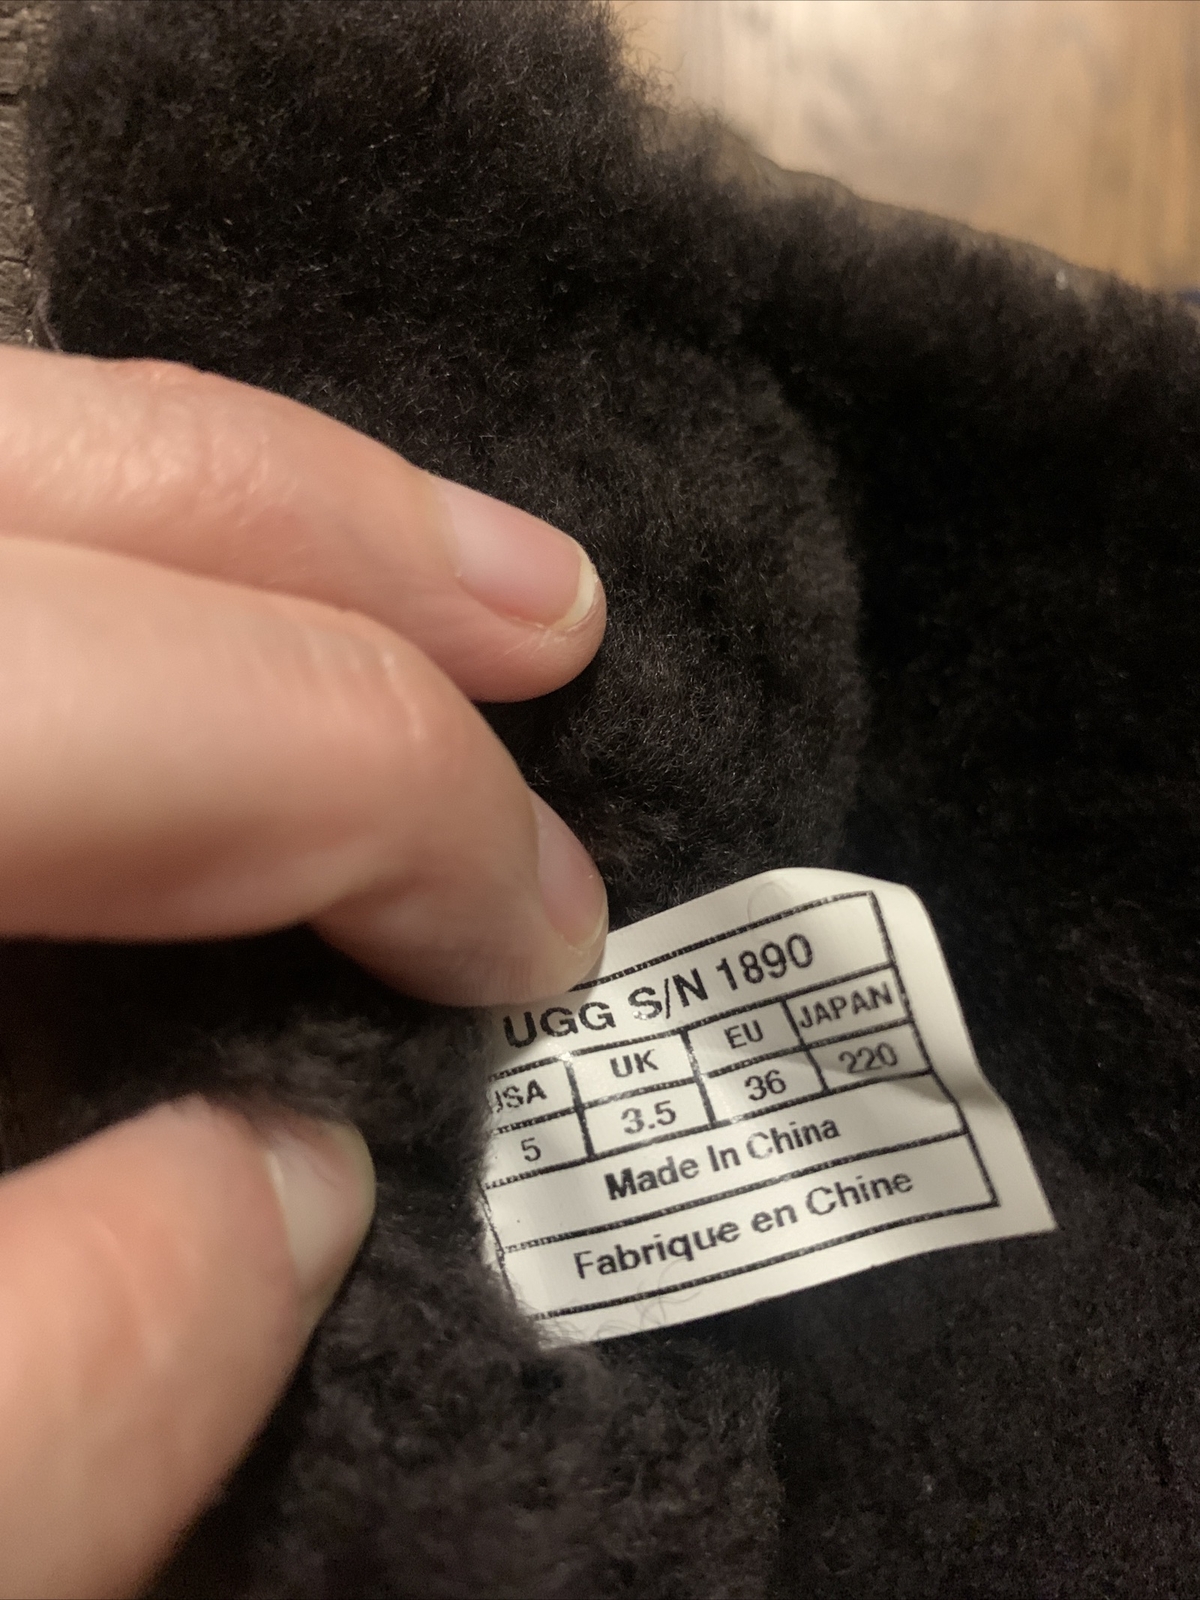 UGG S/N 1890
USA UK EU JAPAN
5 3.5 36 220
Made In China
Fabrique en Chine